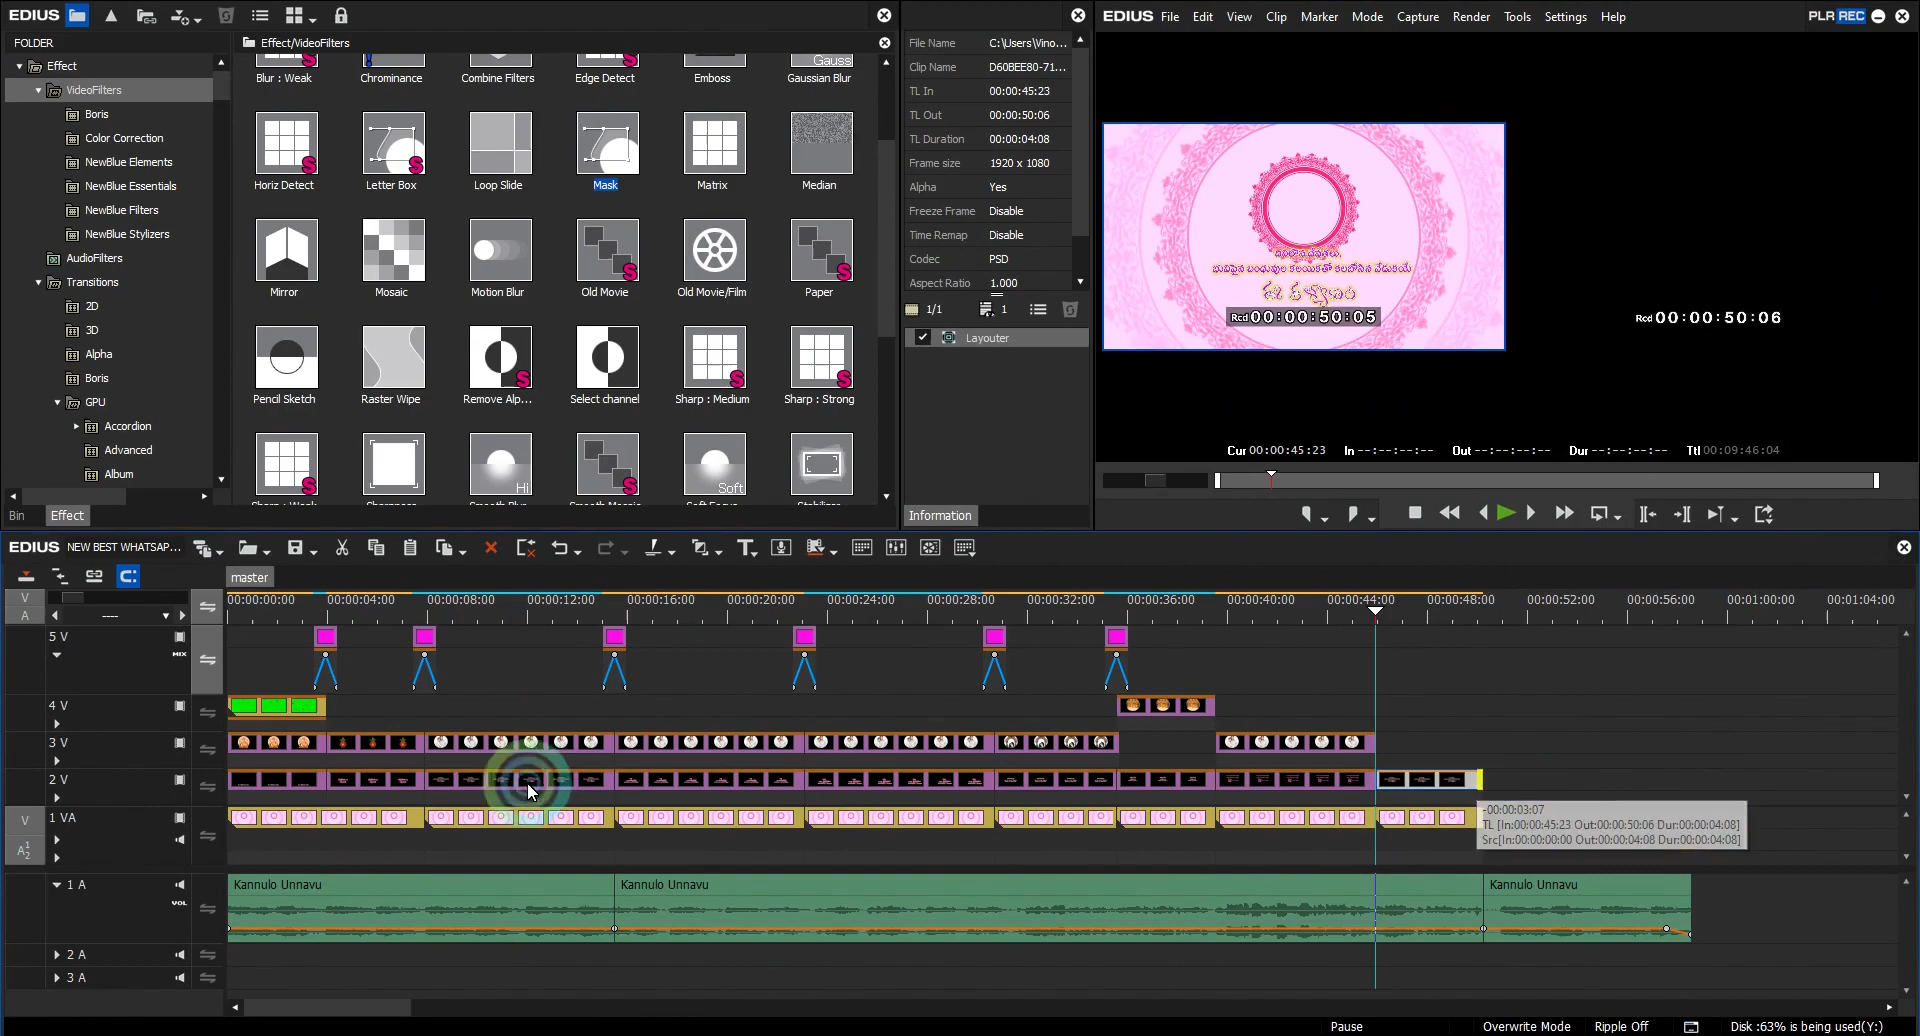 EDIUS
FOLDER
Effect
VideoFilters
Boris
Color Correction
NewBlue Elements
NewBlue Essentials
NewBlue Filters
NewBlue Stylizers
AudioFilters
Transitions
2D
3D
Alpha
Boris
GPU
Accordion
Advanced
Album
Bin Effect
Effect/VideoFilters
Gauss
Blur : Weak Chrominance Combine Filters Edge Detect Emboss Gaussian Blur
Horiz Detect Letter Box Loop Slide Mask Matrix Median
Mirror Mosaic Motion Blur Old Movie Old Movie/Film Paper
Pencil Sketch Raster Wipe Remove Alp... Select channel Sharp : Medium Sharp : Strong
Hi Soft
File Name C:\Users\Vino...
Clip Name D60BEE80-71...
TL In 00:00:45:23
TL Out 00:00:50:06
TL Duration 00:00:04:08
Frame size 1920 x 1080
Alpha Yes
Freeze Frame Disable
Time Remap Disable
Codec PSD
Aspect Ratio 1.000
1/1 1
Layouter
Information
EDIUS File Edit View Clip Marker Mode Capture Render Tools Settings Help PLR REC
భువిపైన బంధువుల కలయికతో కలబోసిన వేడుకయే
ఈ కళ్యాణం
Rcd 00:00:50:05
Rcd 00:00:50:06
Cur 00:00:45:23 In --:--:--:-- Out --:--:--:-- Dur --:--:--:-- Ttl 00:09:46:04
EDIUS NEW BEST WHATSAP...
master
V
A ----
00:00:00:00 00:00:04:00 00:00:08:00 00:00:12:00 00:00:16:00 00:00:20:00 00:00:24:00 00:00:28:00 00:00:32:00 00:00:36:00 00:00:40:00 00:00:44:00 00:00:48:00 00:00:52:00 00:00:56:00 00:01:00:00 00:01:04:00
5 V
MIX
4 V
3 V
2 V
V 1 VA
A 1 2
-00:00:03:07
TL [In:00:00:45:23 Out:00:00:50:06 Dur:00:00:04:08]
Src[In:00:00:00:00 Out:00:00:04:08 Dur:00:00:04:08]
1 A Kannulo Unnavu Kannulo Unnavu Kannulo Unnavu
VOL
2 A
3 A
Pause Overwrite Mode Ripple Off Disk :63% is being used(Y:)